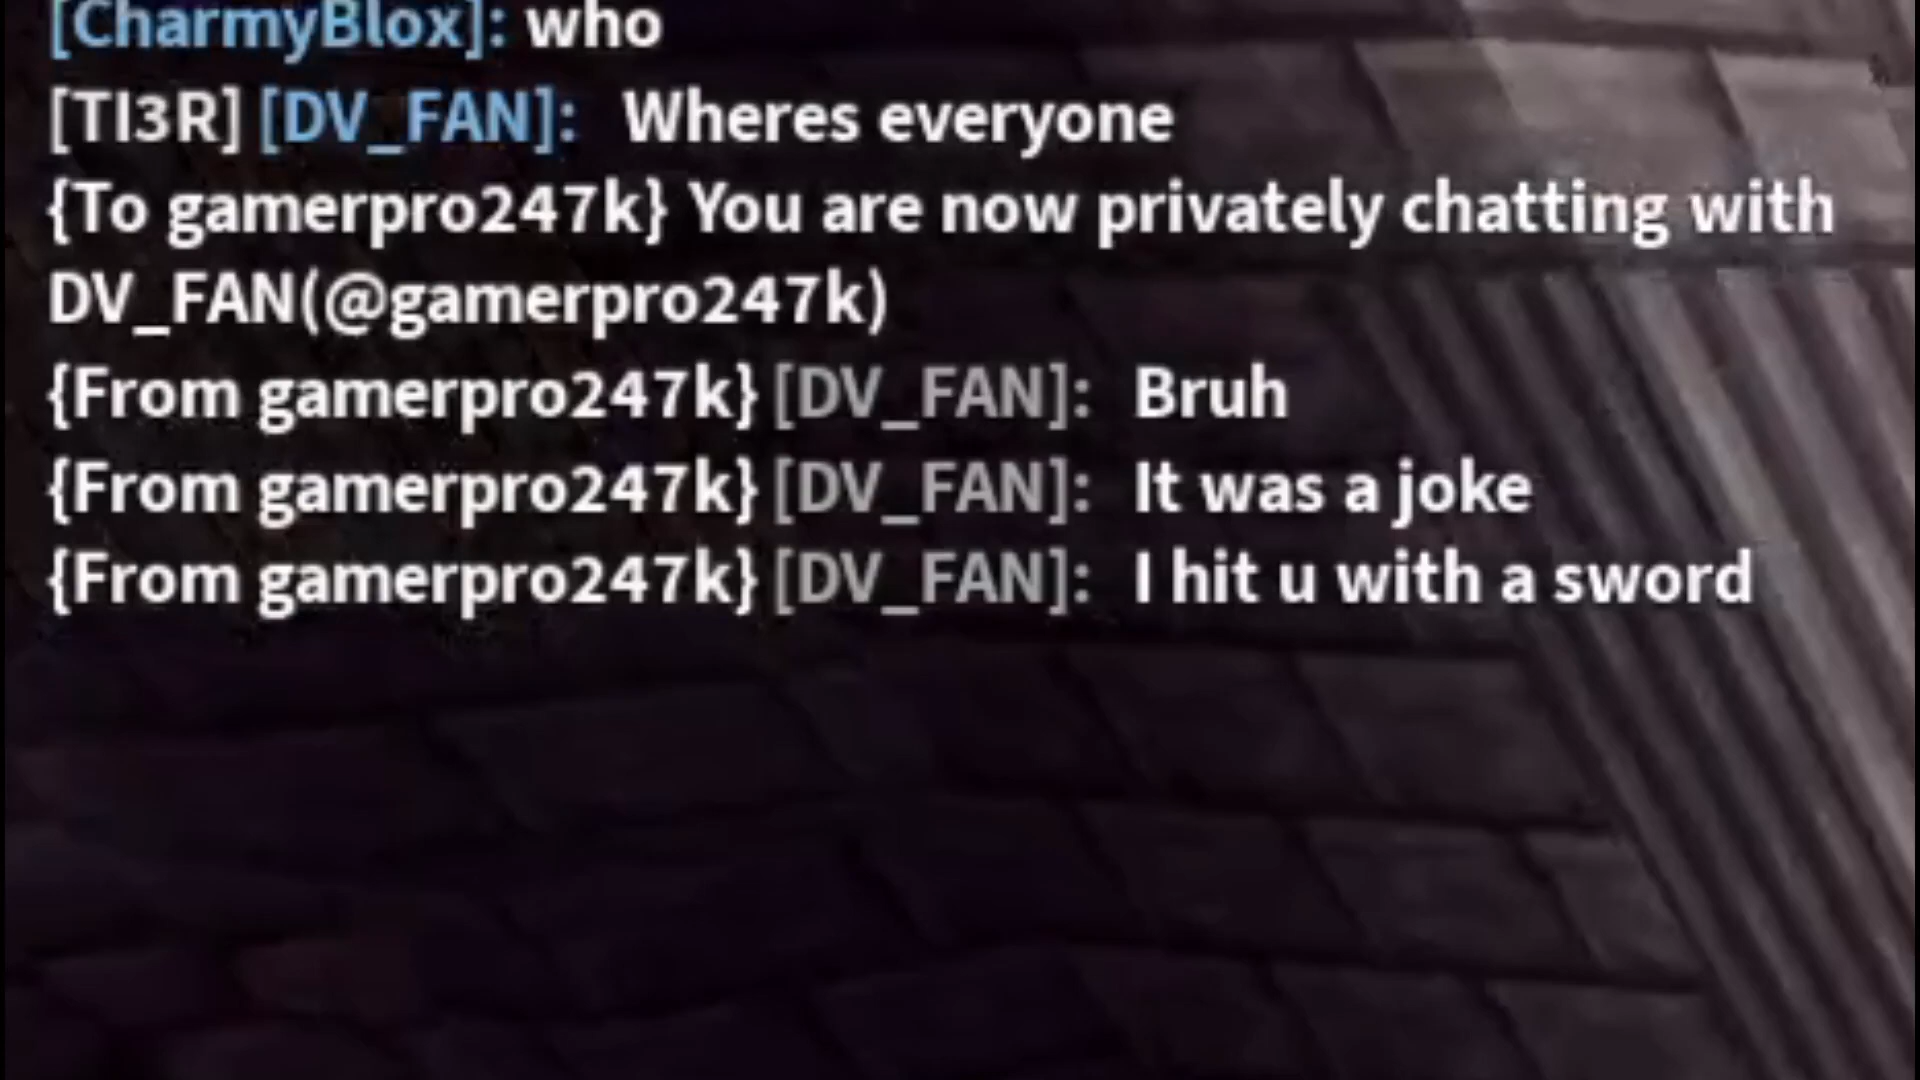 [CharmyBlox]: who
[TI3R] [DV_FAN]: Wheres everyone
{To gamerpro247k} You are now privately chatting with
DV_FAN(@gamerpro247k)
{From gamerpro247k} [DV_FAN]: Bruh
{From gamerpro247k} [DV_FAN]: It was a joke
{From gamerpro247k} [DV_FAN]: I hit u with a sword